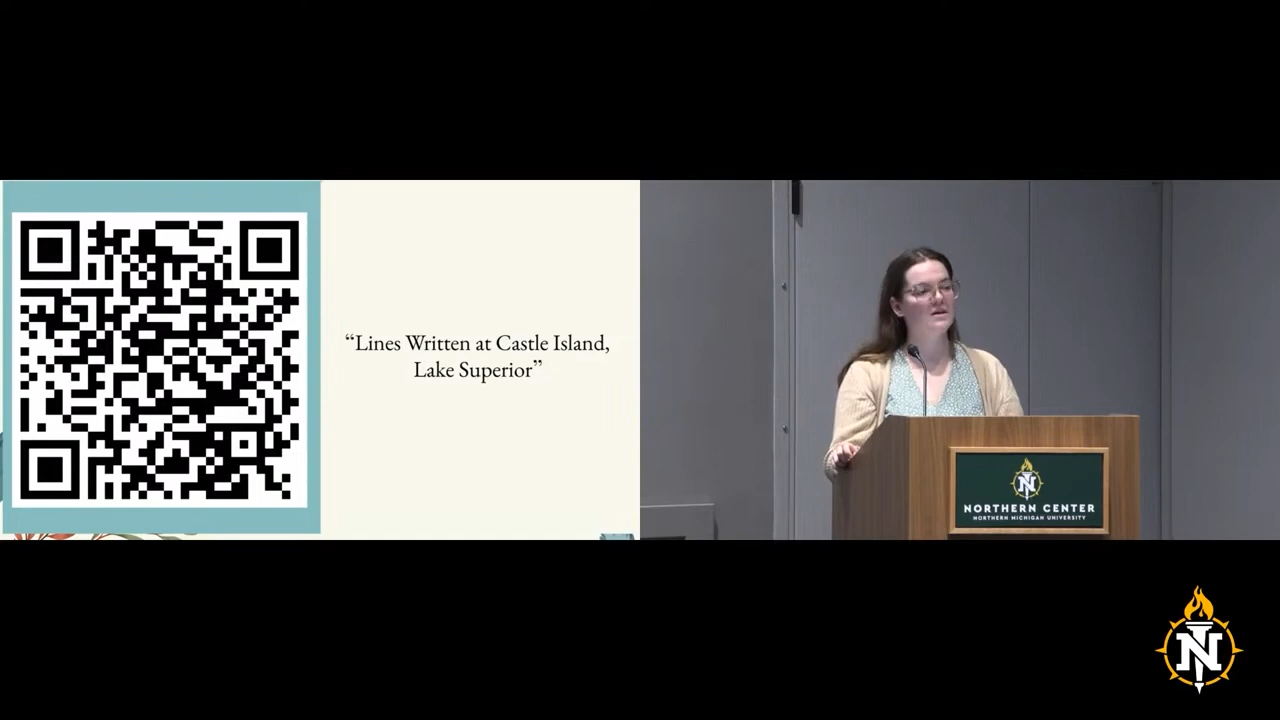 “Lines Written at Castle Island,
Lake Superior”
N
NORTHERN CENTER
NORTHERN MICHIGAN UNIVERSITY
N